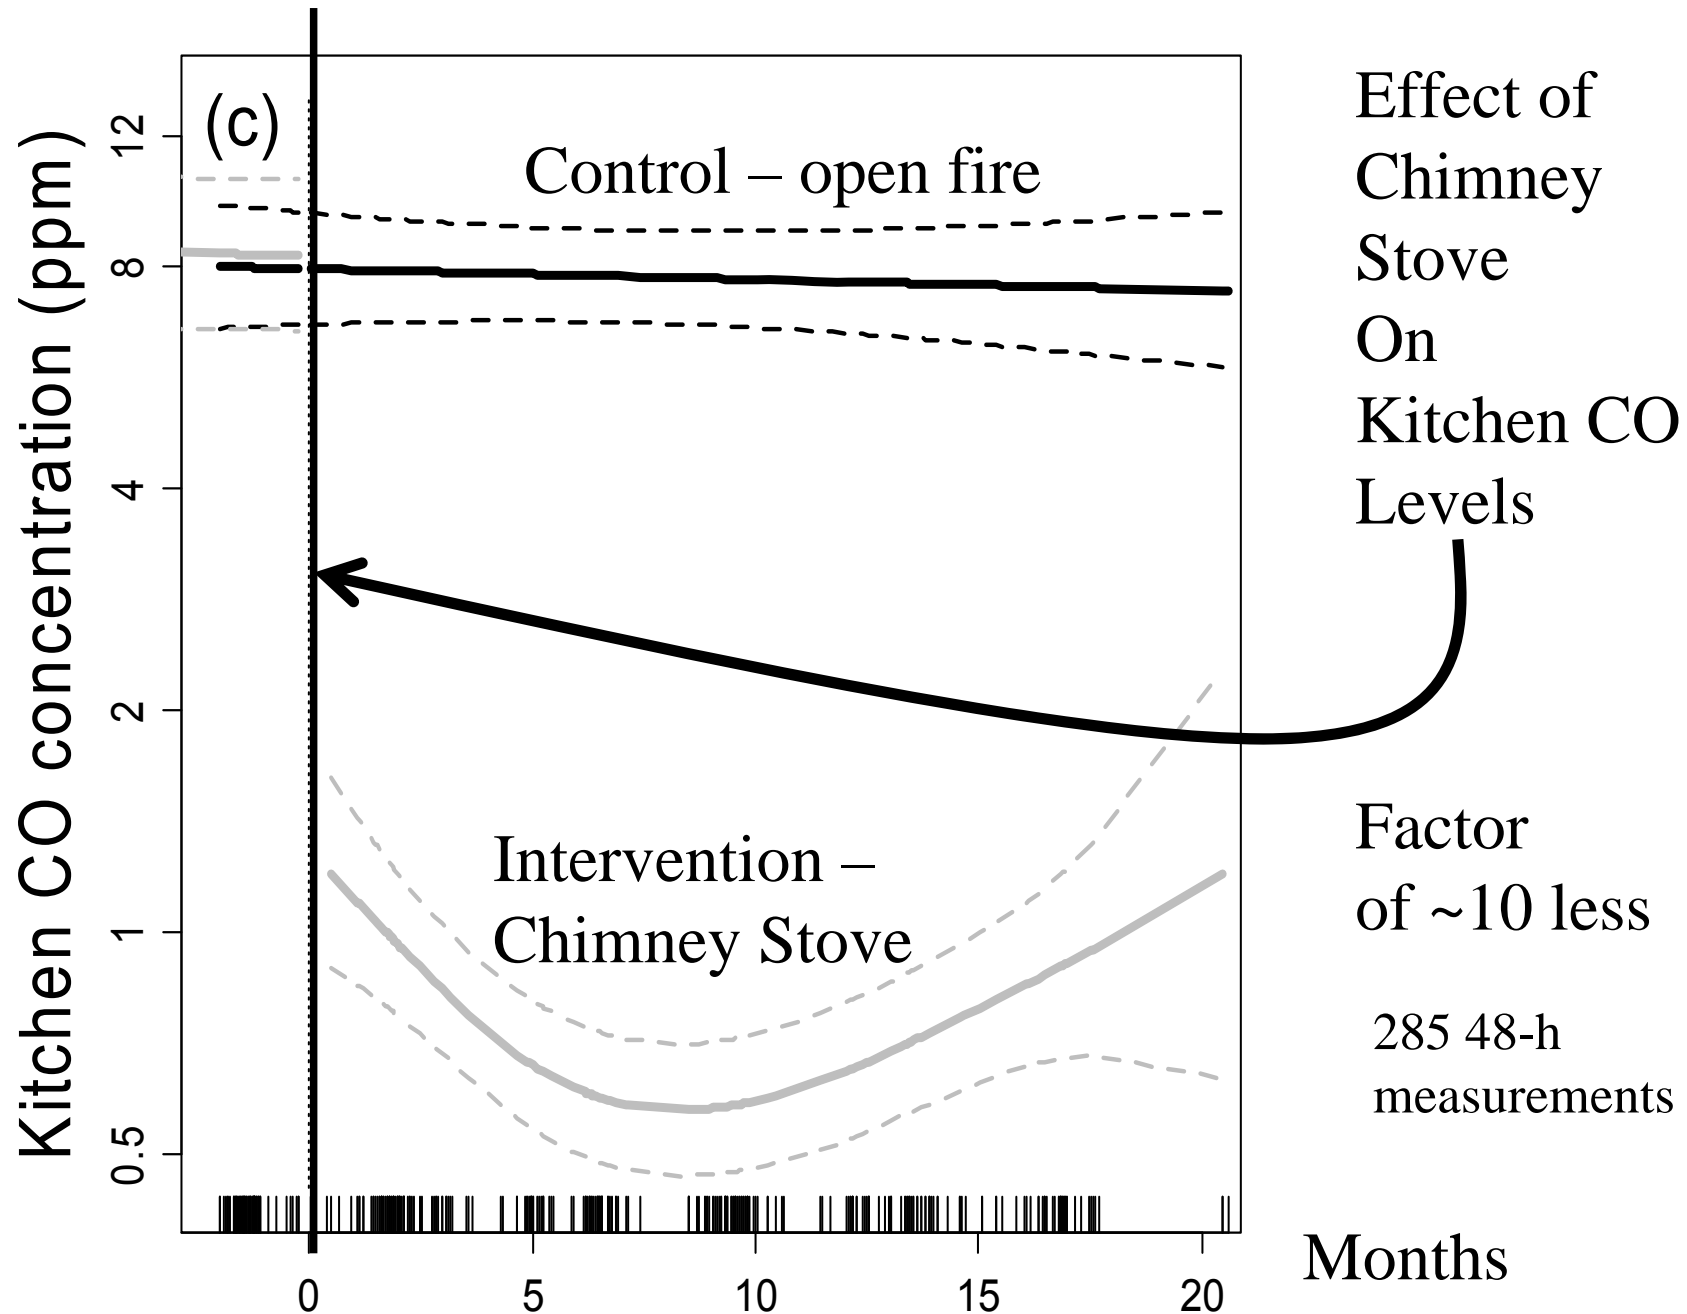 (c)
Control – open fire
Intervention –
Chimney Stove
Kitchen CO concentration (ppm)
12
8
4
2
1
0.5
0
5
10
15
20
Months
Effect of
Chimney
Stove
On
Kitchen CO
Levels
Factor
of ~10 less
285 48-h
measurements